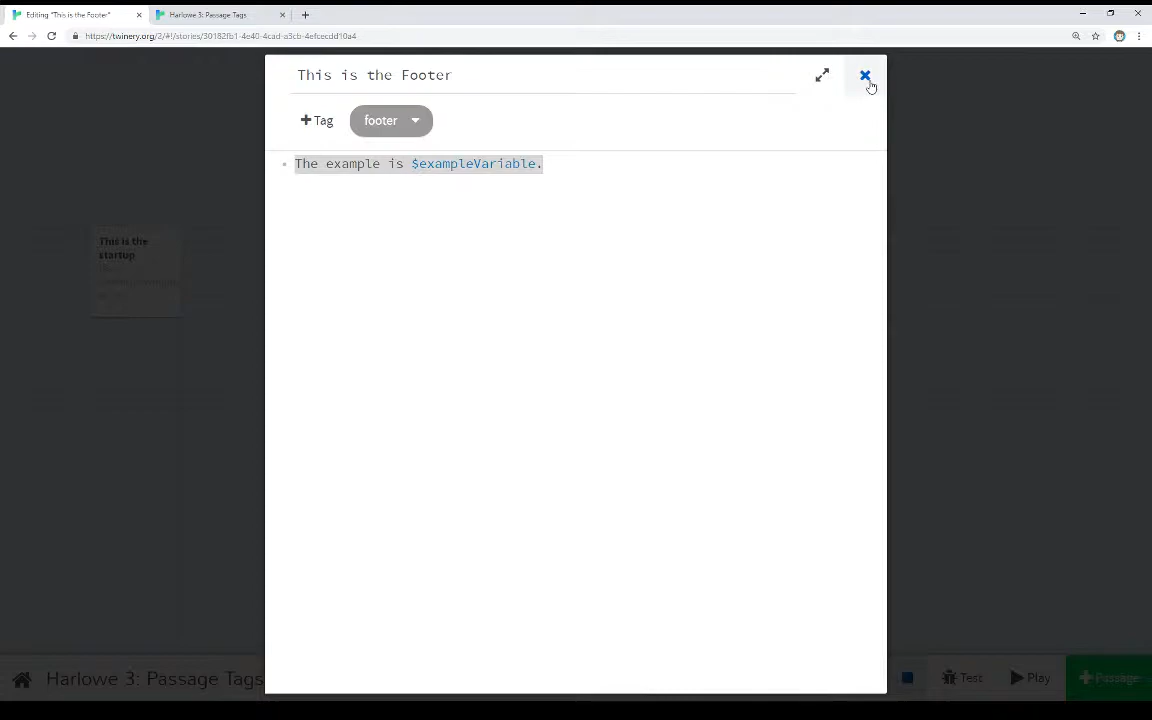 Editing "This is the Footer"
Harlowe 3: Passage Tags
https://twinery.org/2/#!/stories/30182fb1-4e40-4cad-a3cb-4efcecdd10a4
This is the Footer
Tag
footer
The example is $exampleVariable.
This is the
startup
Harlowe 3: Passage Tags
Test
Play
Passage